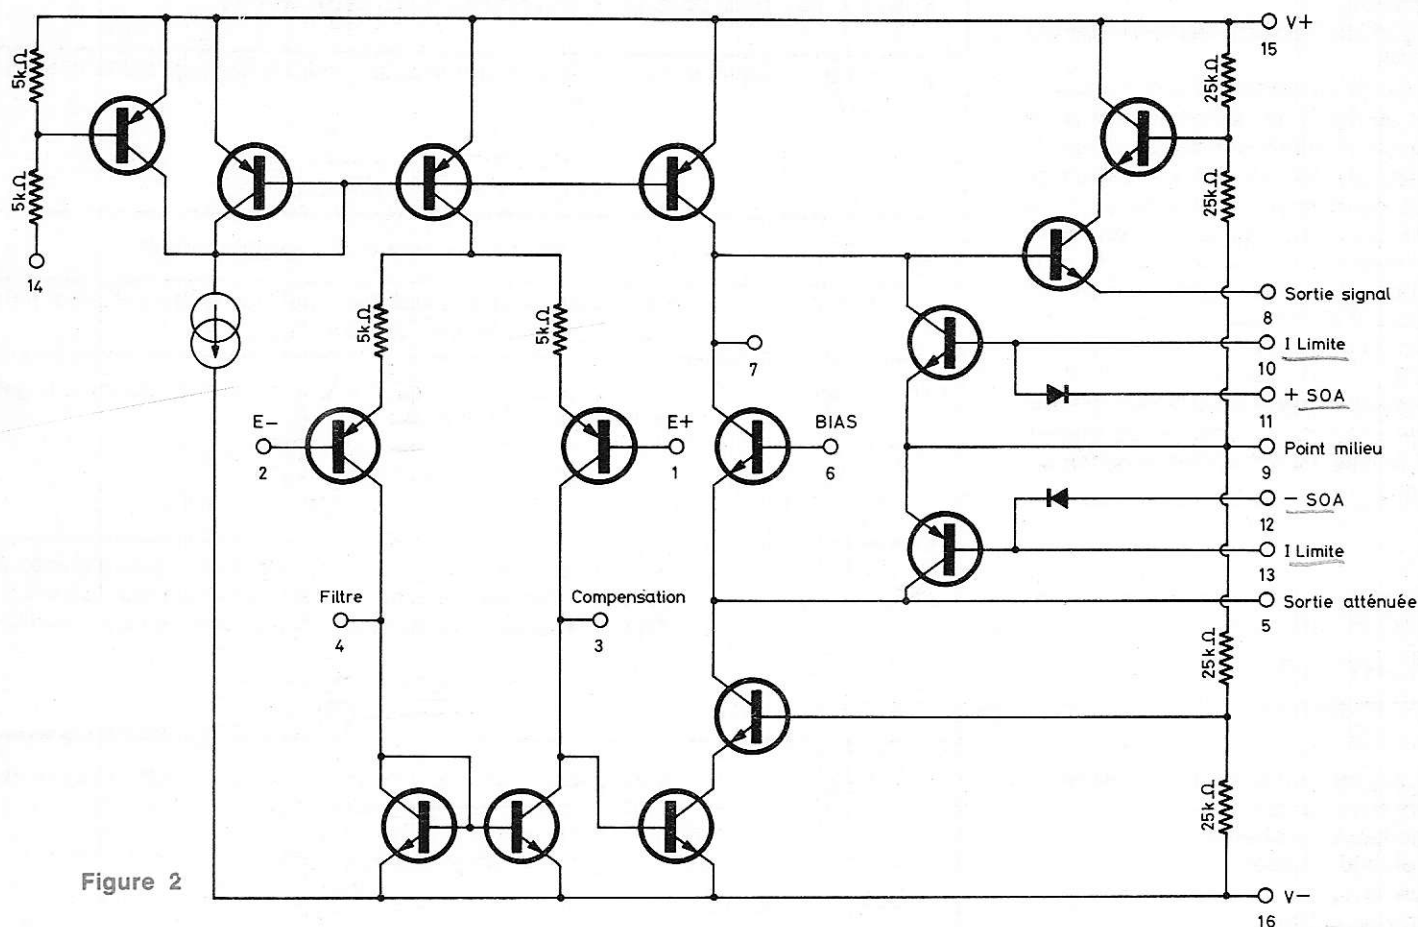 V+
15
5kΩ
5kΩ
14
25kΩ
25kΩ
Sortie signal
8
I Limite
10
+ SOA
11
Point milieu
9
− SOA
12
I Limite
13
Sortie atténuée
5
5kΩ
5kΩ
7
E−
2
E+
1
BIAS
6
Filtre
4
Compensation
3
25kΩ
25kΩ
V−
16
Figure 2